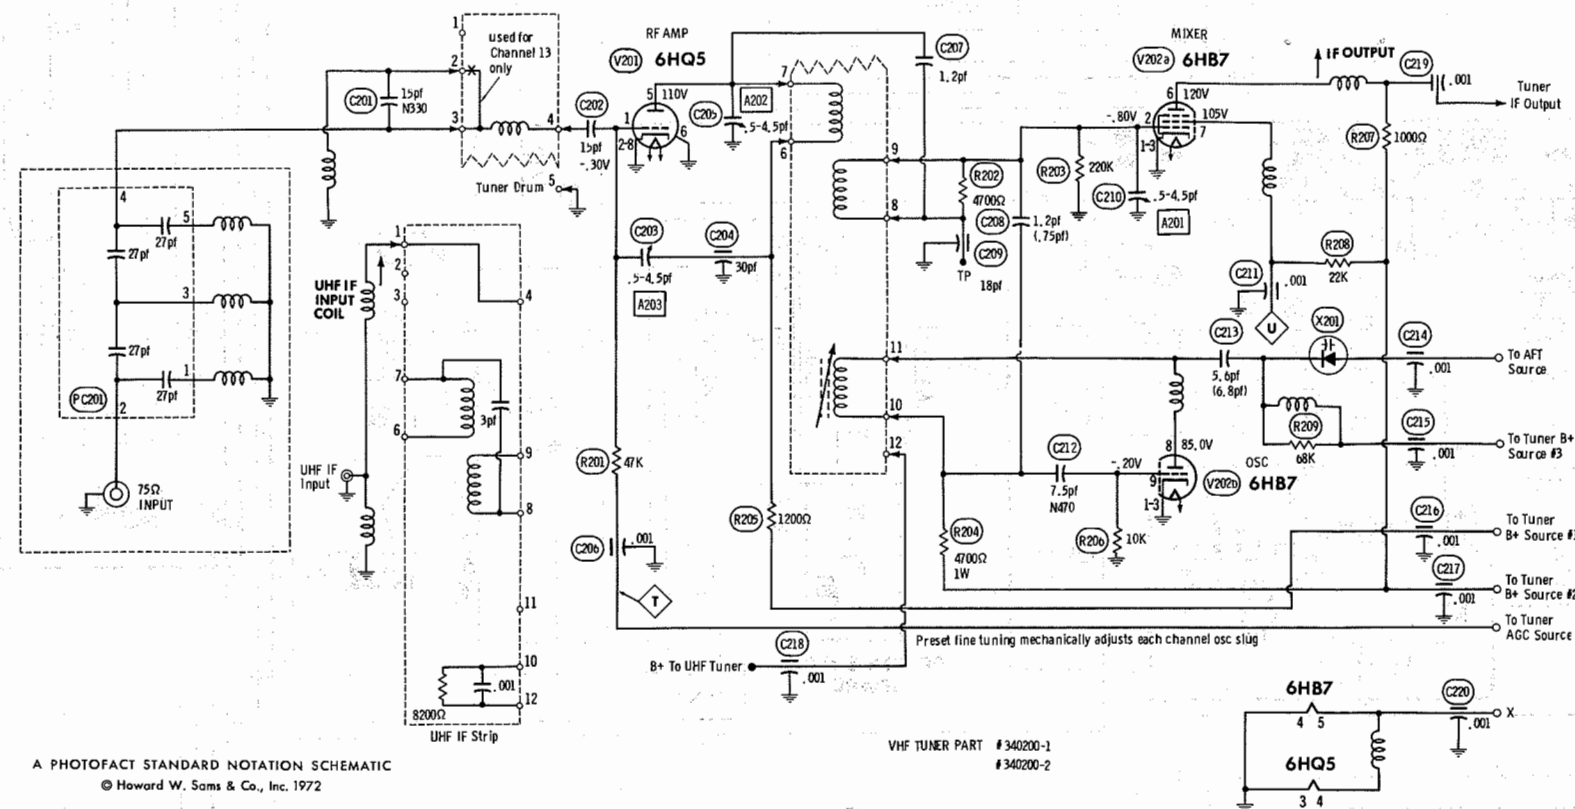 RF AMP
6HQ5
V201
MIXER
6HB7
V202a
IF OUTPUT
C219
.001
Tuner
IF Output
1
used for
Channel 13
only
2
C201
15pf
N330
3
4
C202
15pf
-.30V
Tuner Drum
5
1
5
110V
6
2-8
C205
A202
.5-4.5pf
7
6
C207
1.2pf
9
8
R202
4700Ω
C208
1.2pf
(.75pf)
C209
TP
18pf
R203
220K
C210
.5-4.5pf
A201
-.80V
2
6
120V
105V
7
1-3
R207
1000Ω
R208
22K
C211
.001
U
X201
C213
5.6pf
(6.8pf)
C214
.001
To AFT
Source
R209
68K
C215
.001
To Tuner B+
Source #3
4
5
27pf
27pf
3
27pf
1
27pf
2
PC201
75Ω
INPUT
UHF IF
INPUT
COIL
UHF IF
Input
1
2
3
4
7
6
3pf
9
8
11
10
12
.001
8200Ω
UHF IF Strip
C203
.5-4.5pf
A203
C204
30pf
R201
47K
C206
.001
T
R205
1200Ω
11
10
12
C212
7.5pf
N470
-.20V
9
8
85.0V
1-3
OSC
6HB7
V202b
R206
10K
R204
4700Ω
1W
C216
.001
To Tuner
B+ Source
C217
.001
To Tuner
B+ Source #2
To Tuner
AGC Source
Preset fine tuning mechanically adjusts each channel osc slug
B+ To UHF Tuner
C218
.001
6HB7
4 5
C220
.001
X
6HQ5
3 4
VHF TUNER PART #340200-1
#340200-2
A PHOTOFACT STANDARD NOTATION SCHEMATIC
© Howard W. Sams & Co., Inc. 1972